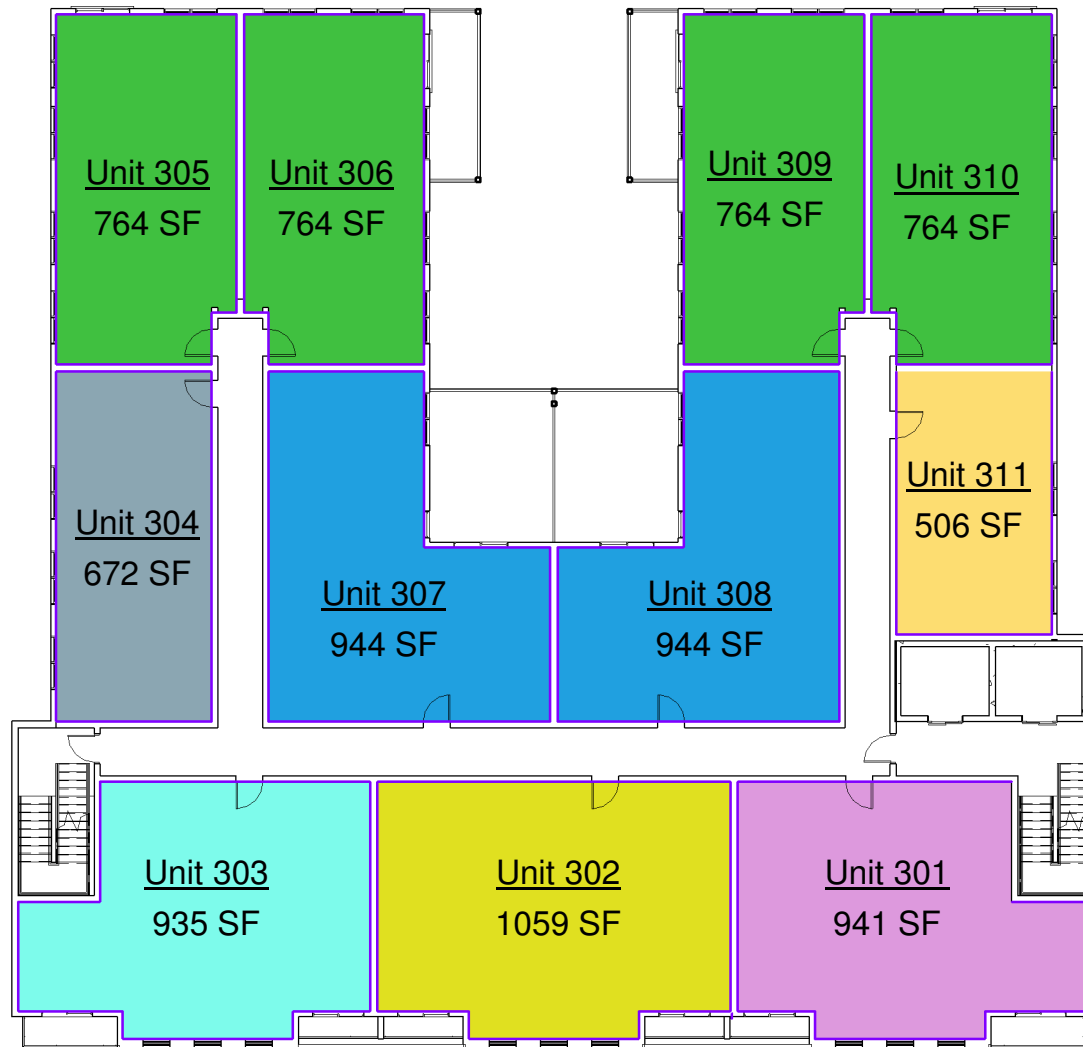 Unit 305
764 SF
Unit 306
764 SF
Unit 309
764 SF
Unit 310
764 SF
Unit 304
672 SF
Unit 307
944 SF
Unit 308
944 SF
Unit 311
506 SF
Unit 303
935 SF
Unit 302
1059 SF
Unit 301
941 SF